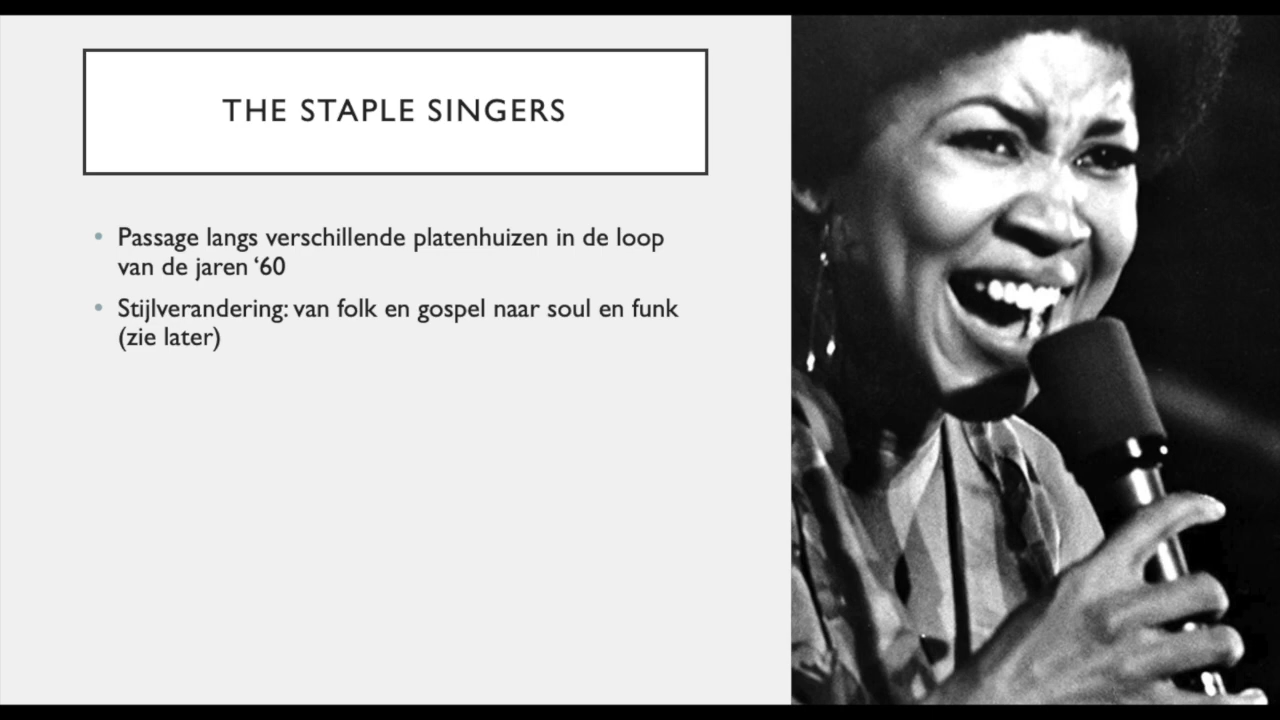 THE STAPLE SINGERS
• Passage langs verschillende platenhuizen in de loop
van de jaren ‘60
• Stijlverandering: van folk en gospel naar soul en funk
(zie later)